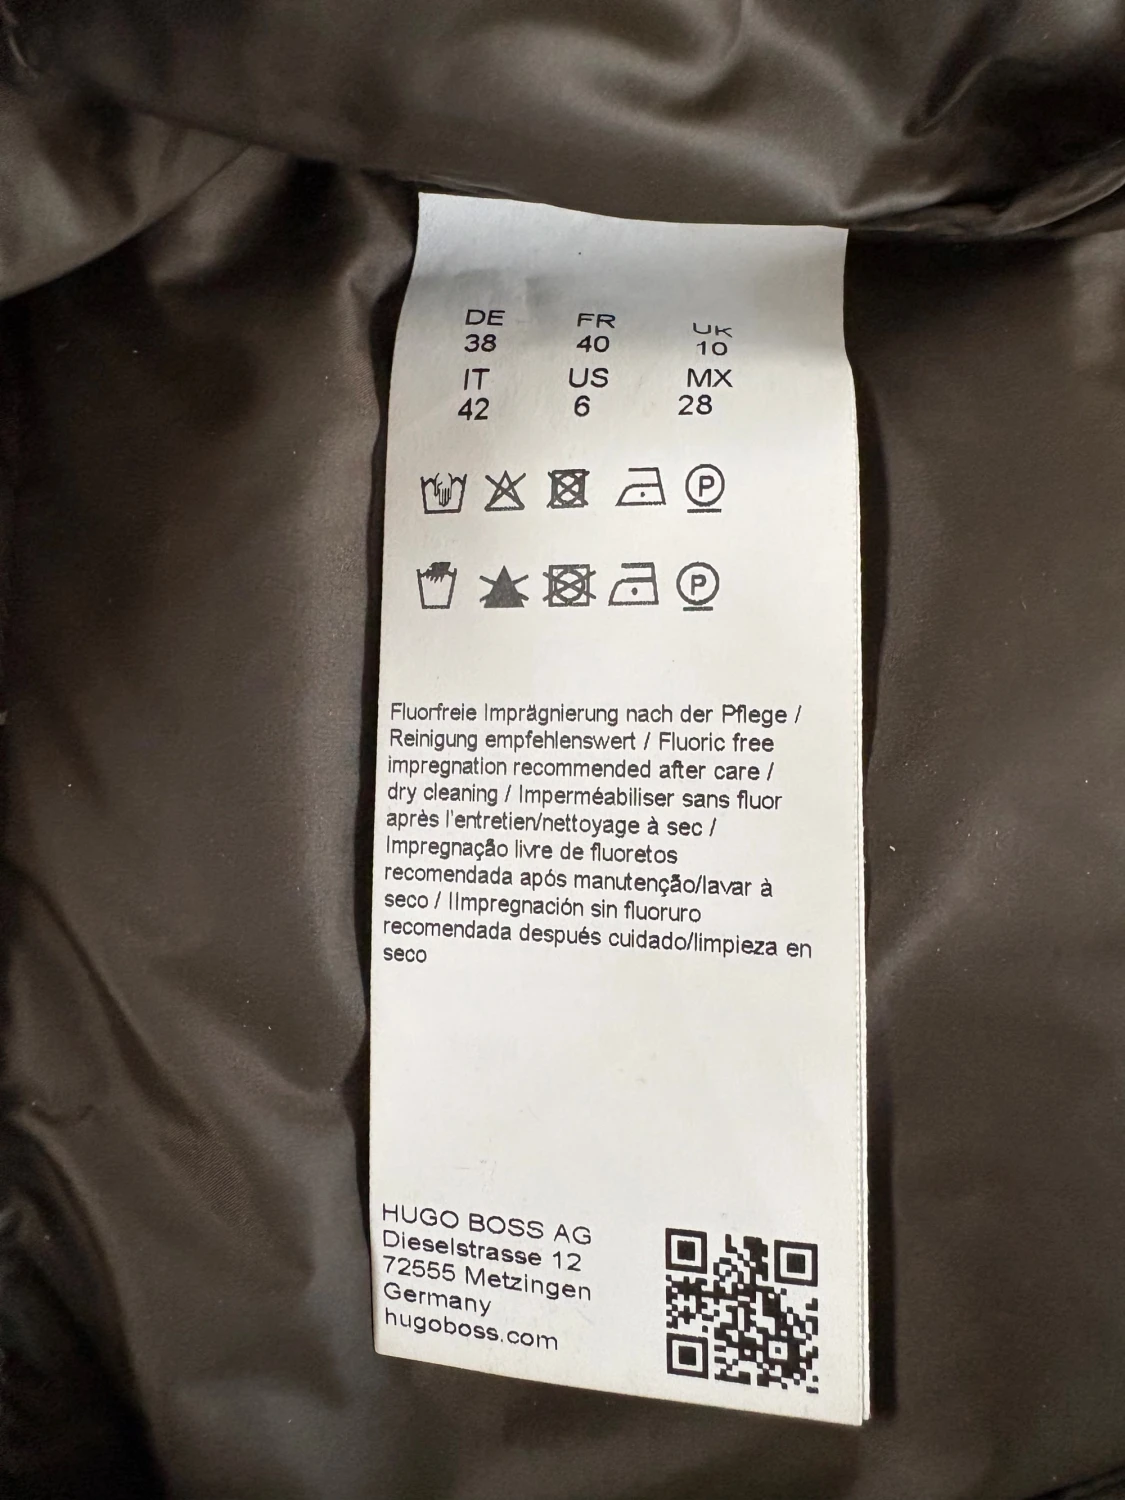 DE FR UK
38 40 10
IT US MX
42 6 28
P
P
Fluorfreie Imprägnierung nach der Pflege /
Reinigung empfehlenswert / Fluoric free
impregnation recommended after care /
dry cleaning / Imperméabiliser sans fluor
après l'entretien/nettoyage à sec /
Impregnação livre de fluoretos
recomendada após manutenção/lavar à
seco / IImpregnación sin fluoruro
recomendada después cuidado/limpieza en
seco
HUGO BOSS AG
Dieselstrasse 12
72555 Metzingen
Germany
hugoboss.com